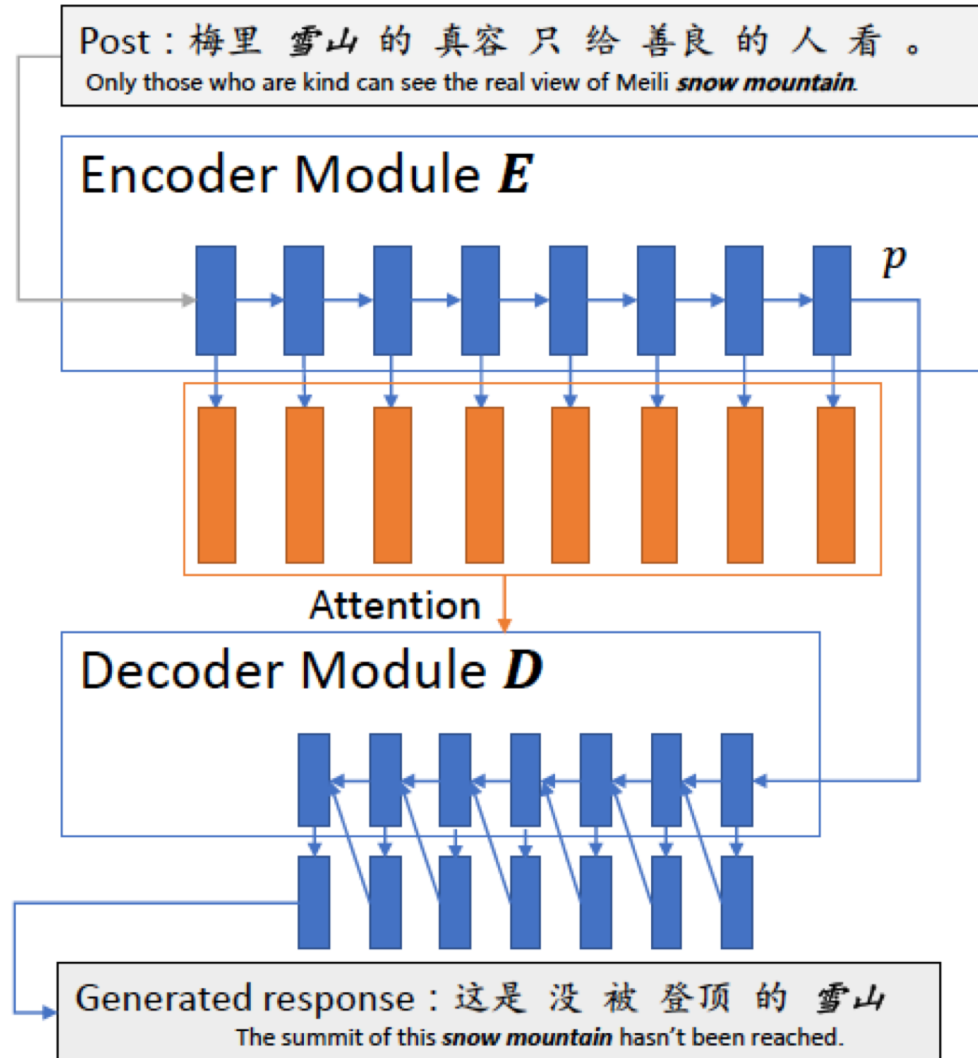 Post : 梅里 雪山 的 真容 只 给 善良 的 人 看 。
Only those who are kind can see the real view of Meili snow mountain.
Encoder Module E
p
Attention
Decoder Module D
Generated response : 这是 没 被 登顶 的 雪山
The summit of this snow mountain hasn't been reached.